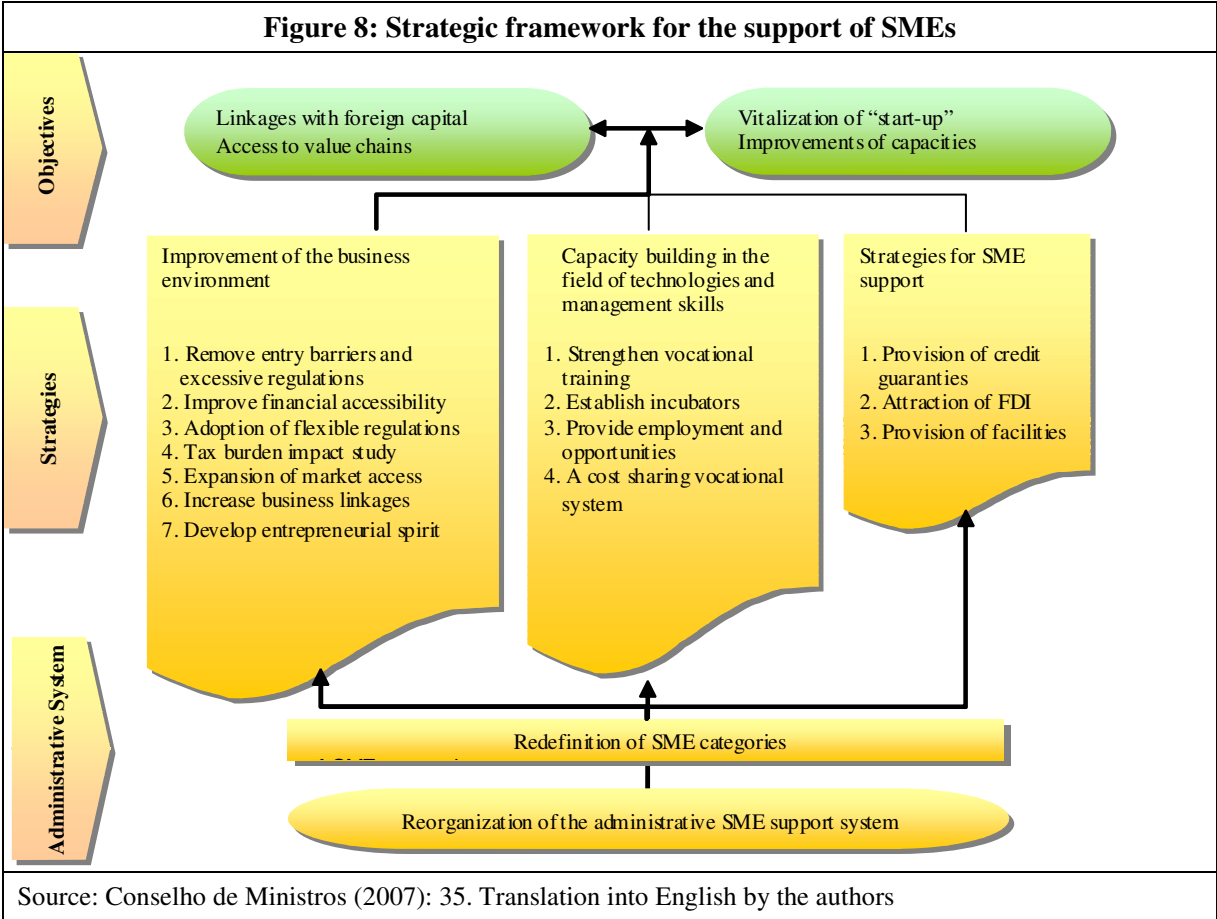 Figure 8: Strategic framework for the support of SMEs
Objectives
Linkages with foreign capital
Access to value chains
Vitalization of “start-up”
Improvements of capacities
Strategies
Improvement of the business
environment
1. Remove entry barriers and
excessive regulations
2. Improve financial accessibility
3. Adoption of flexible regulations
4. Tax burden impact study
5. Expansion of market access
6. Increase business linkages
7. Develop entrepreneurial spirit
Capacity building in the
field of technologies and
management skills
1. Strengthen vocational
training
2. Establish incubators
3. Provide employment and
opportunities
4. A cost sharing vocational
system
Strategies for SME
support
1. Provision of credit
guaranties
2. Attraction of FDI
3. Provision of facilities
Administrative System
Redefinition of SME categories
Reorganization of the administrative SME support system
Source: Conselho de Ministros (2007): 35. Translation into English by the authors